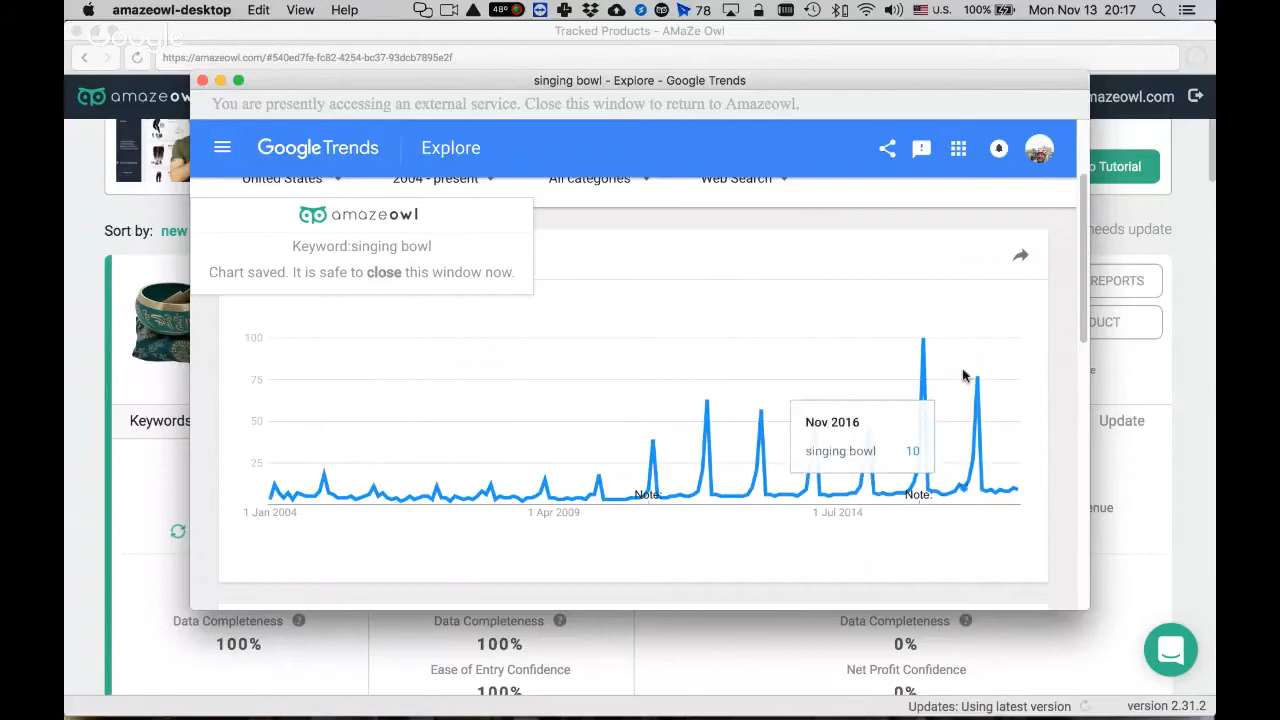 amazeowl-desktop Edit View Help 48° 78 U.S. 100% Mon Nov 13 20:17
Google
Tracked Products - AMaZe Owl
https://amazeowl.com/#540ed7fe-fc82-4254-bc37-93dcb7895e2f
singing bowl - Explore - Google Trends
amazeow
You are presently accessing an external service. Close this window to return to Amazeowl.
mazeowl.com
Google Trends Explore
o Tutorial
United States 2004 - present All categories Web Search
amazeowl
Sort by: new
needs update
Keyword:singing bowl
Chart saved. It is safe to close this window now.
REPORTS
DUCT
100
75
50
25
Nov 2016
singing bowl 10
Note:
Note:
1 Jan 2004 1 Apr 2009 1 Jul 2014
Keywords
Update
enue
Data Completeness ? Data Completeness ? Data Completeness ?
100% 100% 0%
Ease of Entry Confidence Net Profit Confidence
100% 0%
Updates: Using latest version version 2.31.2